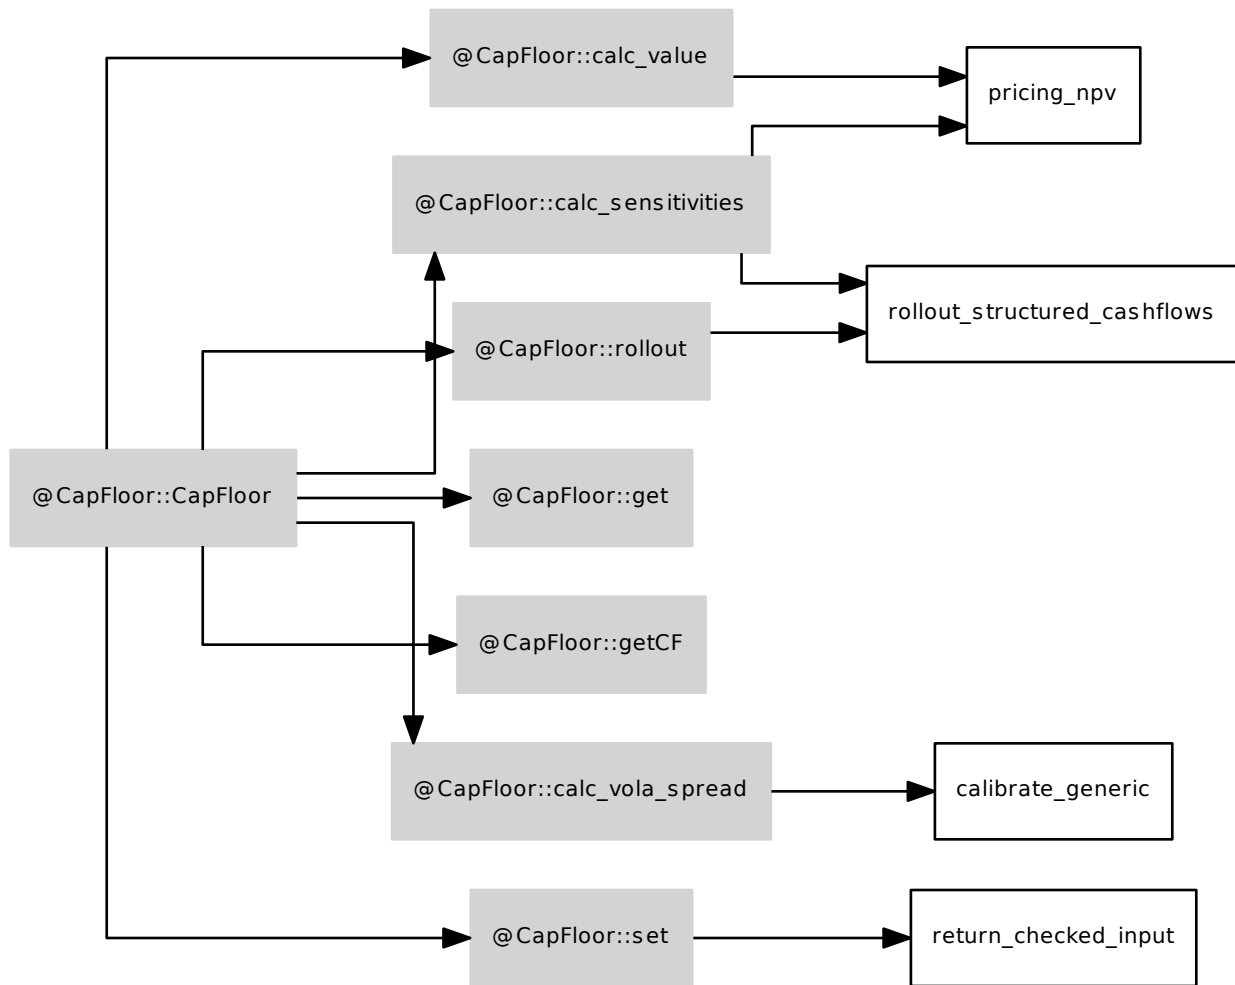 @CapFloor::calc_value
pricing_npv
@CapFloor::calc_sensitivities
rollout_structured_cashflows
@CapFloor::rollout
@CapFloor::CapFloor
@CapFloor::get
@CapFloor::getCF
@CapFloor::calc_vola_spread
calibrate_generic
@CapFloor::set
return_checked_input